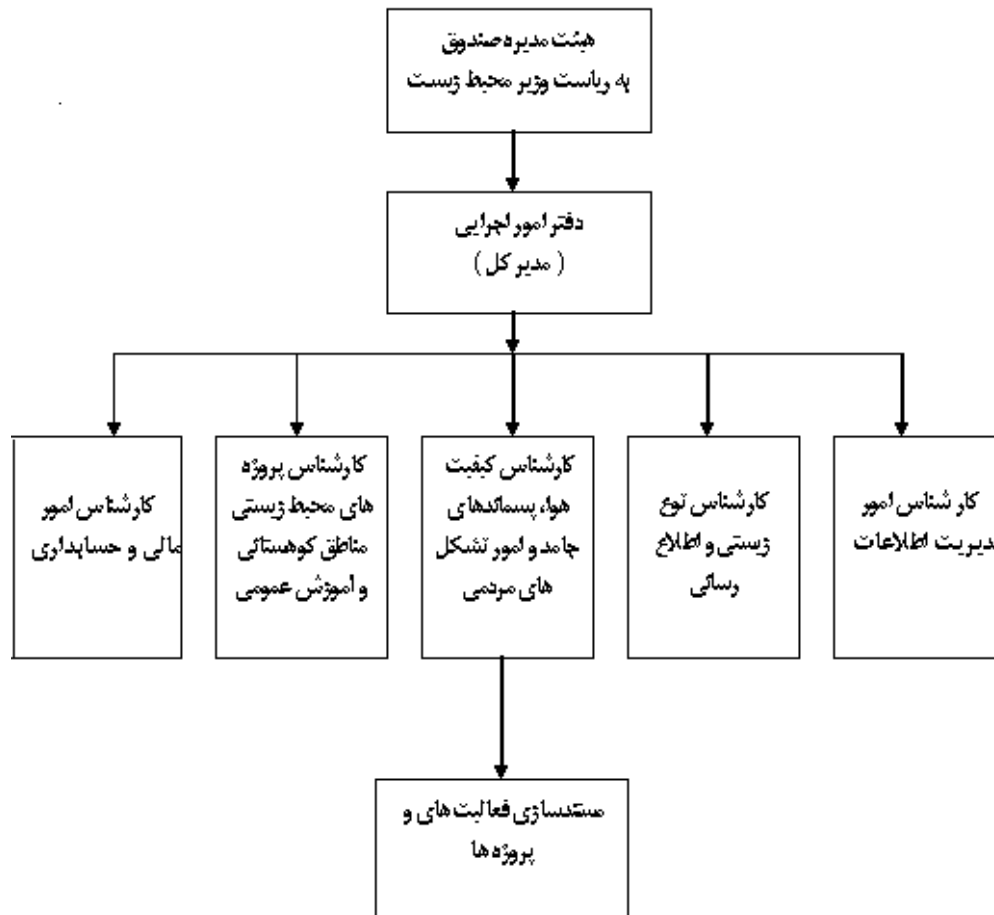 هیئت مدیره صندوق
به ریاست وزیر محیط زیست
دفتر امور اجرایی
( مدیر کل )
کارشناس امور
مدیریت اطلاعات
کارشناس تنوع
زیستی و اطلاع
رسانی
کارشناس کیفیت
هوا، پسماندهای
جامد و امور تشکل
های مردمی
کارشناس پروژه
های محیط زیستی
مناطق کوهستانی
و آموزش عمومی
کارشناس امور
مالی و حسابداری
مستندسازی فعالیت های و
پروژه ها